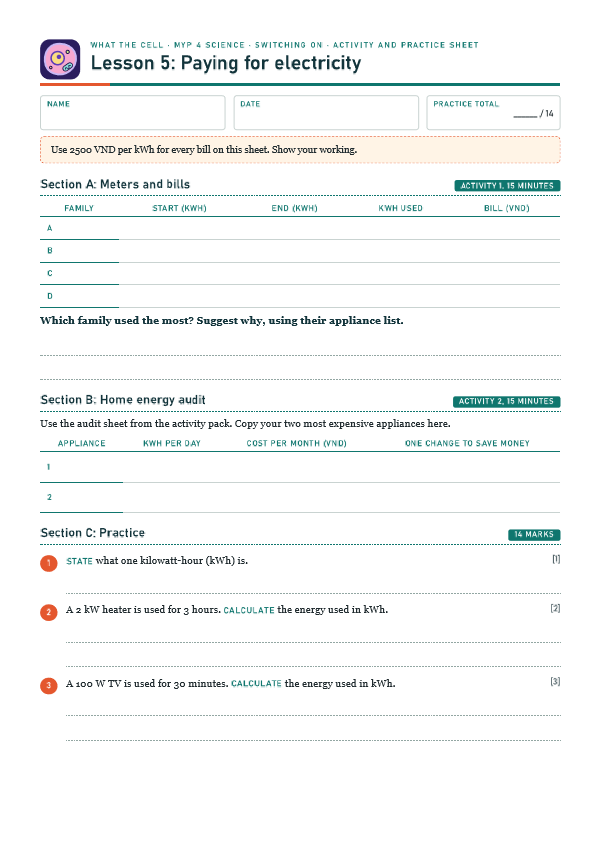 WHAT THE CELL · MYP 4 SCIENCE · SWITCHING ON · ACTIVITY AND PRACTICE SHEET
Lesson 5: Paying for electricity
NAME
DATE
PRACTICE TOTAL
_____ / 14
Use 2500 VND per kWh for every bill on this sheet. Show your working.
Section A: Meters and bills
ACTIVITY 1, 15 MINUTES
FAMILY START (KWH) END (KWH) KWH USED BILL (VND)
A
B
C
D
Which family used the most? Suggest why, using their appliance list.
Section B: Home energy audit
ACTIVITY 2, 15 MINUTES
Use the audit sheet from the activity pack. Copy your two most expensive appliances here.
APPLIANCE KWH PER DAY COST PER MONTH (VND) ONE CHANGE TO SAVE MONEY
1
2
Section C: Practice
14 MARKS
1 STATE what one kilowatt-hour (kWh) is. [1]
2 A 2 kW heater is used for 3 hours. CALCULATE the energy used in kWh. [2]
3 A 100 W TV is used for 30 minutes. CALCULATE the energy used in kWh. [3]